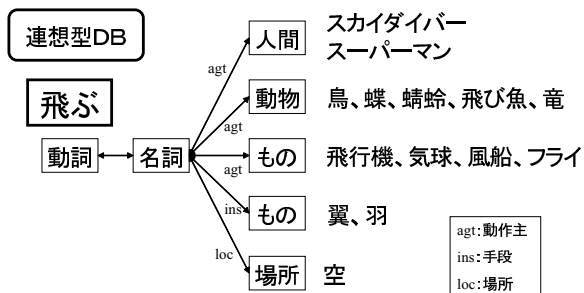 連想型DB
飛ぶ
動詞
名詞
agt
人間
スカイダイバー
スーパーマン
agt
動物
鳥、蝶、蜻蛉、飛び魚、竜
agt
もの
飛行機、気球、風船、フライ
ins
もの
翼、羽
loc
場所
空
agt:動作主
ins:手段
loc:場所